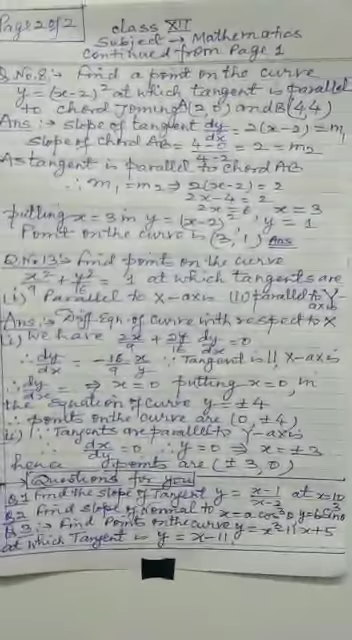 Page 2 of 2
class XII
Subject → Mathematics
Continued from Page 1
Q.No.8:→ Find a point on the curve
y = (x-2)² at which tangent is parallel
to chord Joining A(2,0) and B(4,4)
Ans:→ Slope of tangent dy/dx = 2(x-2) = m₁
Slope of chord AB = 4-0/4-2 = 2 = m₂
As tangent is parallel to chord AB
∴ m₁ = m₂ ⇒ 2(x-2) = 2
2x-4 = 2
2x = 6, x = 3
putting x = 3 in y = (x-2)², y = 1
Point on the curve is (3, 1) Ans
Q.No 13:→ Find points on the curve
x²/9 + y²/16 = 1 at which tangents are
(i) Parallel to X-axis (ii) parallel to Y-axis
Ans:→ Diff. Eqn. of curve with respect to x
(i) we have 2x/9 + 2y/16 dy/dx = 0
∴ dy/dx = -16/9 x/y ∵ Tangent is || X-axis
∴ dy/dx = ⇒ x = 0 putting x = 0, in
the equation of curve y = ±4
∴ points on the curve are (0, ±4)
ii) ∵ Tangents are parallel to Y-axis
∴ dx/dy = 0 ∴ y = 0 ⇒ x = ±3
hence points are (±3, 0)
→ Questions for you
Q.1 Find the slope of Tangent y = x-1/x-2 at x=10
Q.2 Find slope of normal to x = a cos³θ y = b sin³θ
Q.3:→ Find Points on the curve y = x³-11x+5
at which Tangent is y = x-11